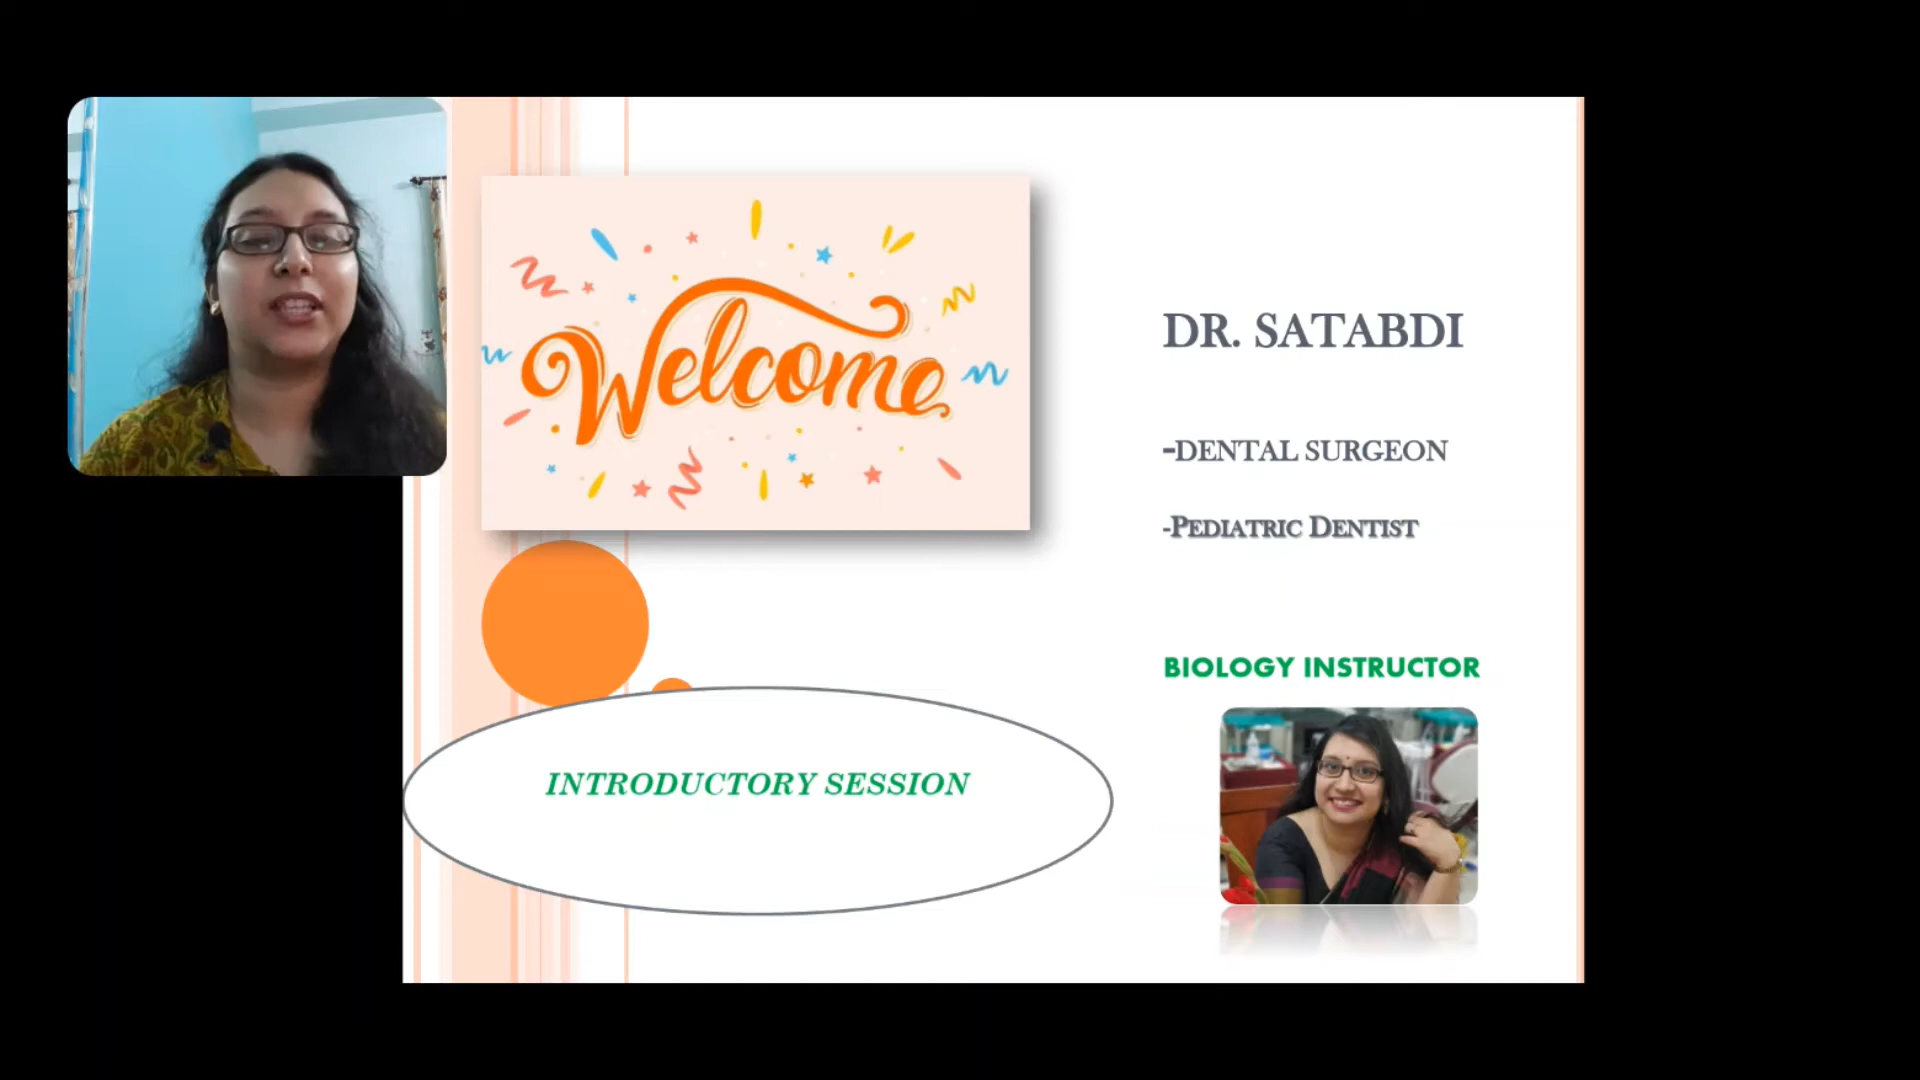 Welcome
DR. SATABDI
-DENTAL SURGEON
-PEDIATRIC DENTIST
BIOLOGY INSTRUCTOR
INTRODUCTORY SESSION